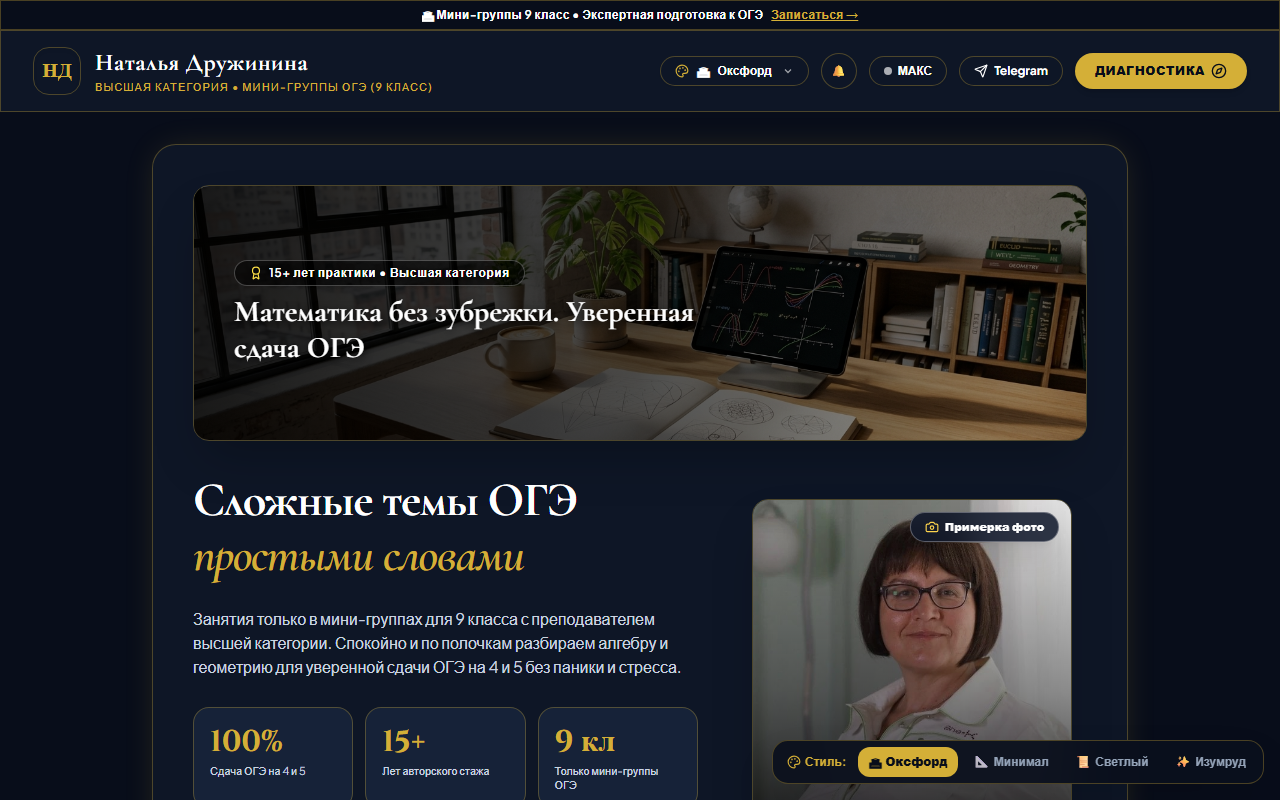 Мини-группы 9 класс • Экспертная подготовка к ОГЭ Записаться →
НД
Наталья Дружинина
ВЫСШАЯ КАТЕГОРИЯ • МИНИ-ГРУППЫ ОГЭ (9 КЛАСС)
Оксфорд
МАКС
Telegram
ДИАГНОСТИКА
15+ лет практики • Высшая категория
Математика без зубрежки. Уверенная
сдача ОГЭ
EUCLID
GEOMETRY
Сложные темы ОГЭ
простыми словами
Примерка фото
Занятия только в мини-группах для 9 класса с преподавателем
высшей категории. Спокойно и по полочкам разбираем алгебру и
геометрию для уверенной сдачи ОГЭ на 4 и 5 без паники и стресса.
100%
Сдача ОГЭ на 4 и 5
15+
Лет авторского стажа
9 кл
Только мини-группы
ОГЭ
Стиль:
Оксфорд
Минимал
Светлый
Изумруд